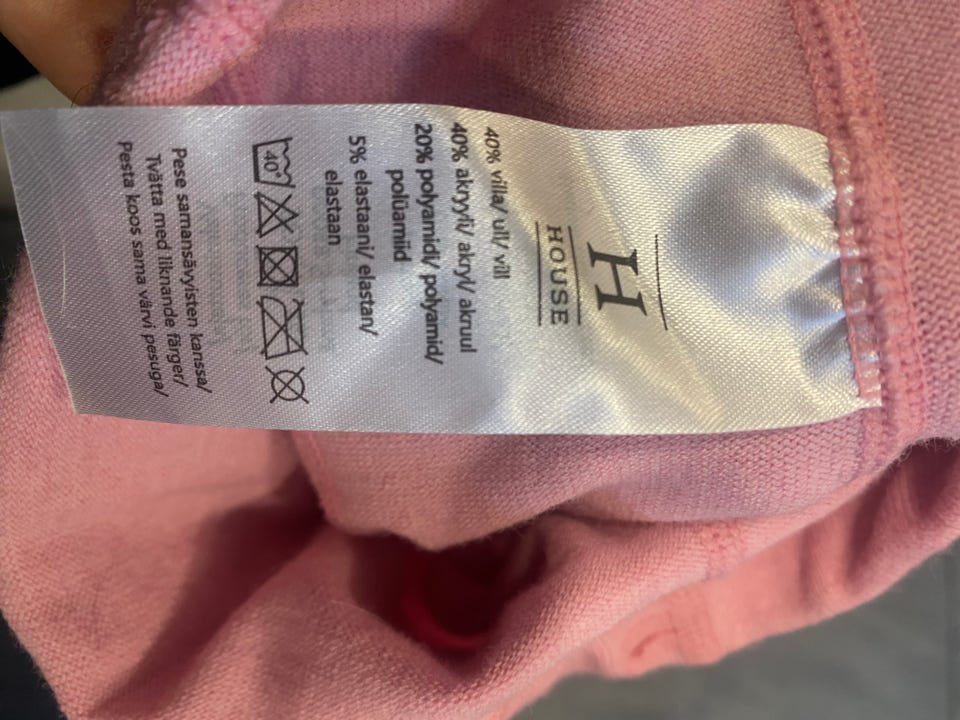 H
HOUSE
40% villa/ ull/ vill
40% akryyli/ akryl/ akruul
20% polyamidi/ polyamid/
polüamiid
5% elastaani/ elastan/
elastaan
40°
Pese samansävyisten kanssa/
Tvätta med liknande färger/
Pesta koos sama värvi pesuga/